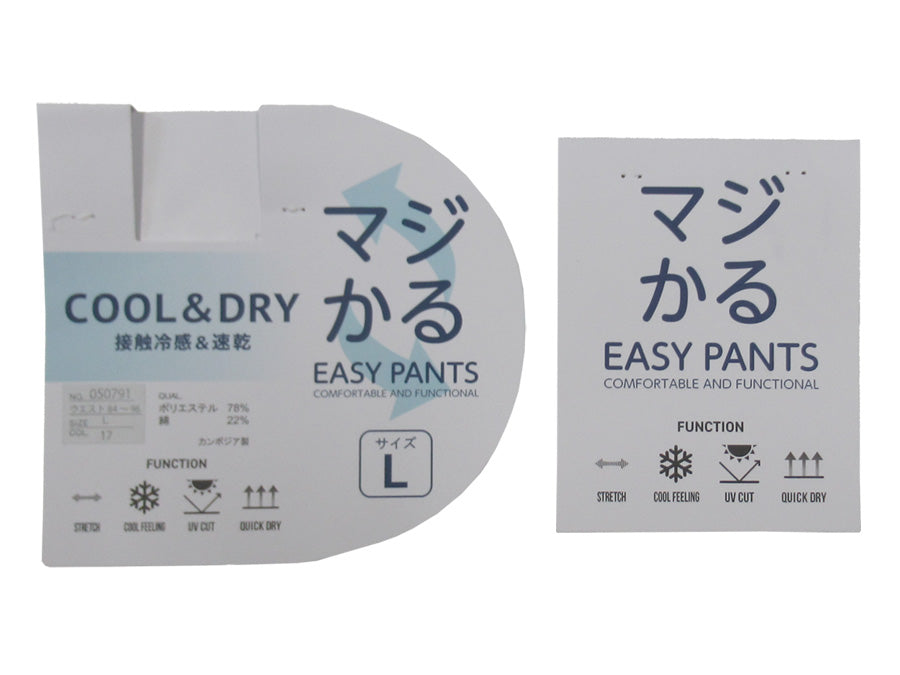 マジ
かる
COOL & DRY
接触冷感&速乾
EASY PANTS
COMFORTABLE AND FUNCTIONAL
NO. 050791
ウエスト84〜96
SIZE L
COL. 17
QUAL.
ポリエステル 78%
綿 22%
カンボジア製
サイズ
L
FUNCTION
STRETCH
COOL FEELING
UV CUT
QUICK DRY
マジ
かる
EASY PANTS
COMFORTABLE AND FUNCTIONAL
FUNCTION
STRETCH
COOL FEELING
UV CUT
QUICK DRY